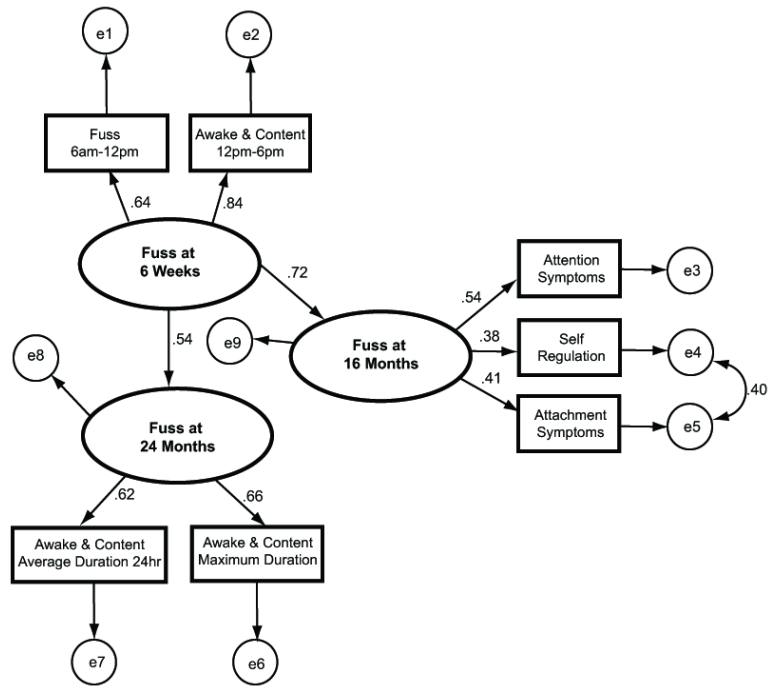 e1
e2
Fuss
6am-12pm
Awake & Content
12pm-6pm
.64
.84
Fuss at
6 Weeks
.72
Attention
Symptoms
e3
.54
.54
e8
e9
Fuss at
16 Months
.38
Self
Regulation
e4
.41
.40
Attachment
Symptoms
e5
Fuss at
24 Months
.62
.66
Awake & Content
Average Duration 24hr
Awake & Content
Maximum Duration
e7
e6